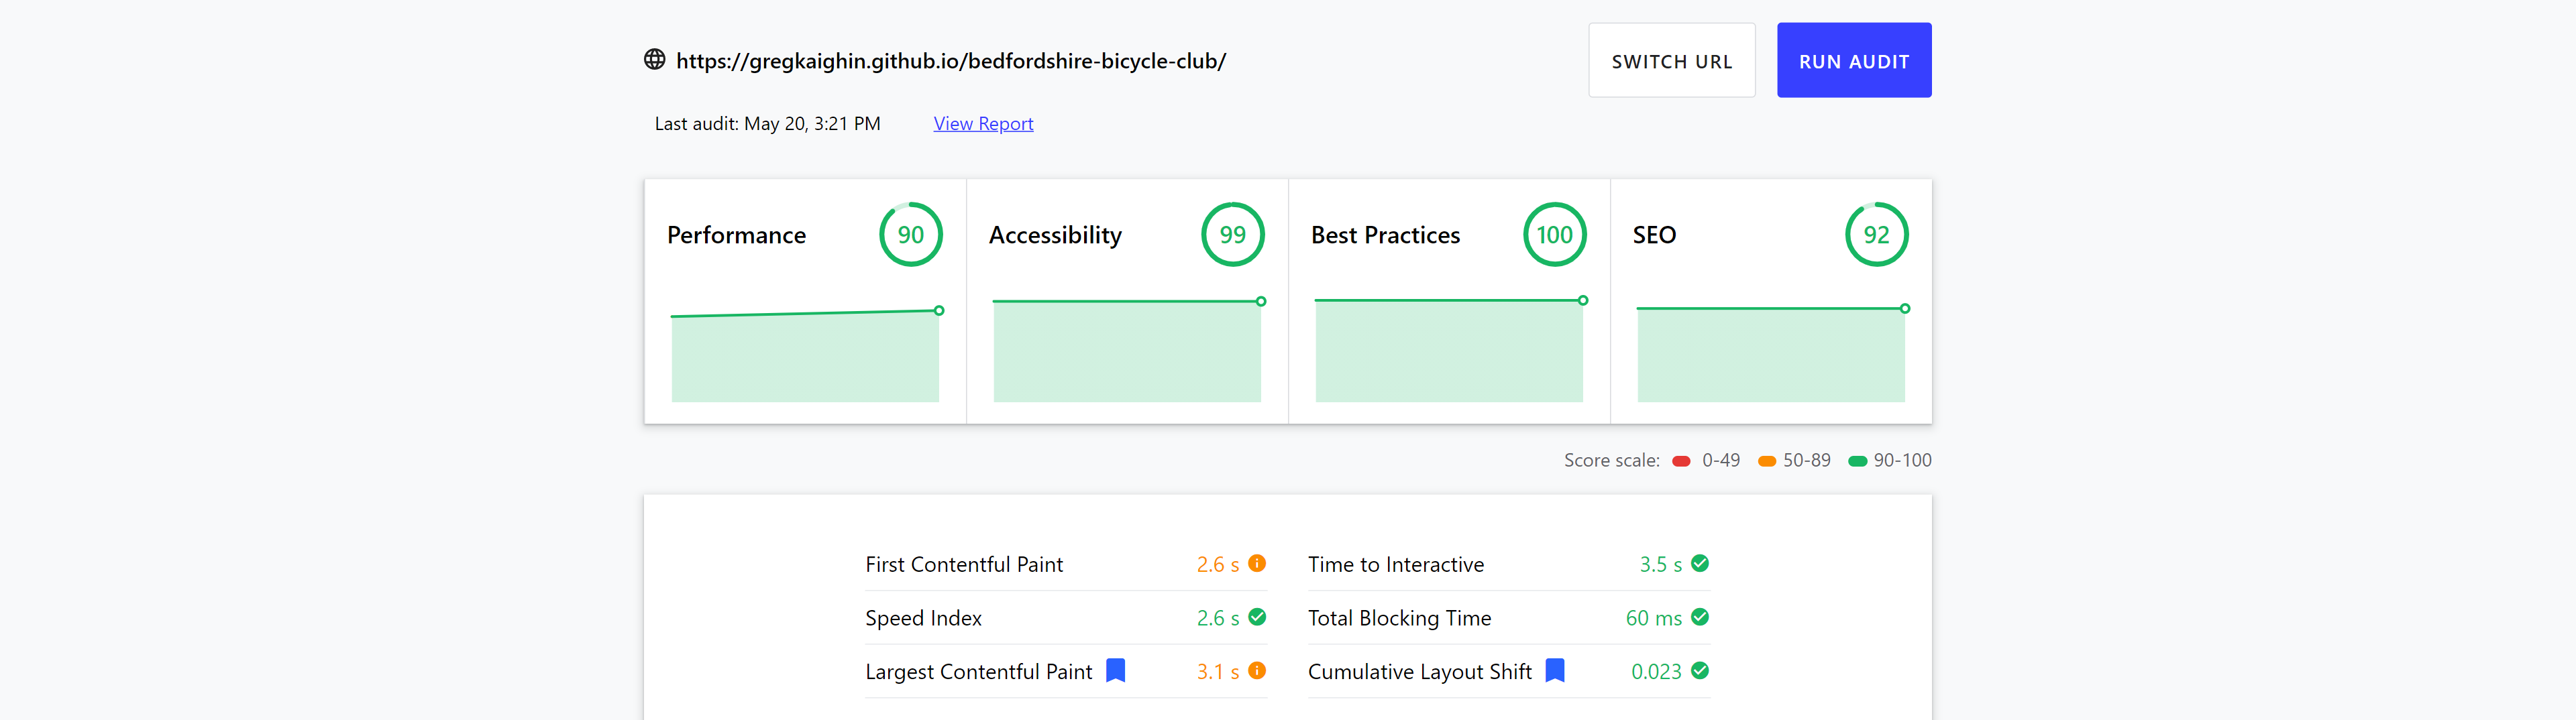 https://gregkaighin.github.io/bedfordshire-bicycle-club/
SWITCH URL
RUN AUDIT
Last audit: May 20, 3:21 PM
View Report
Performance 90
Accessibility 99
Best Practices 100
SEO 92
Score scale: 0-49 50-89 90-100
First Contentful Paint 2.6 s
Time to Interactive 3.5 s
Speed Index 2.6 s
Total Blocking Time 60 ms
Largest Contentful Paint 3.1 s
Cumulative Layout Shift 0.023